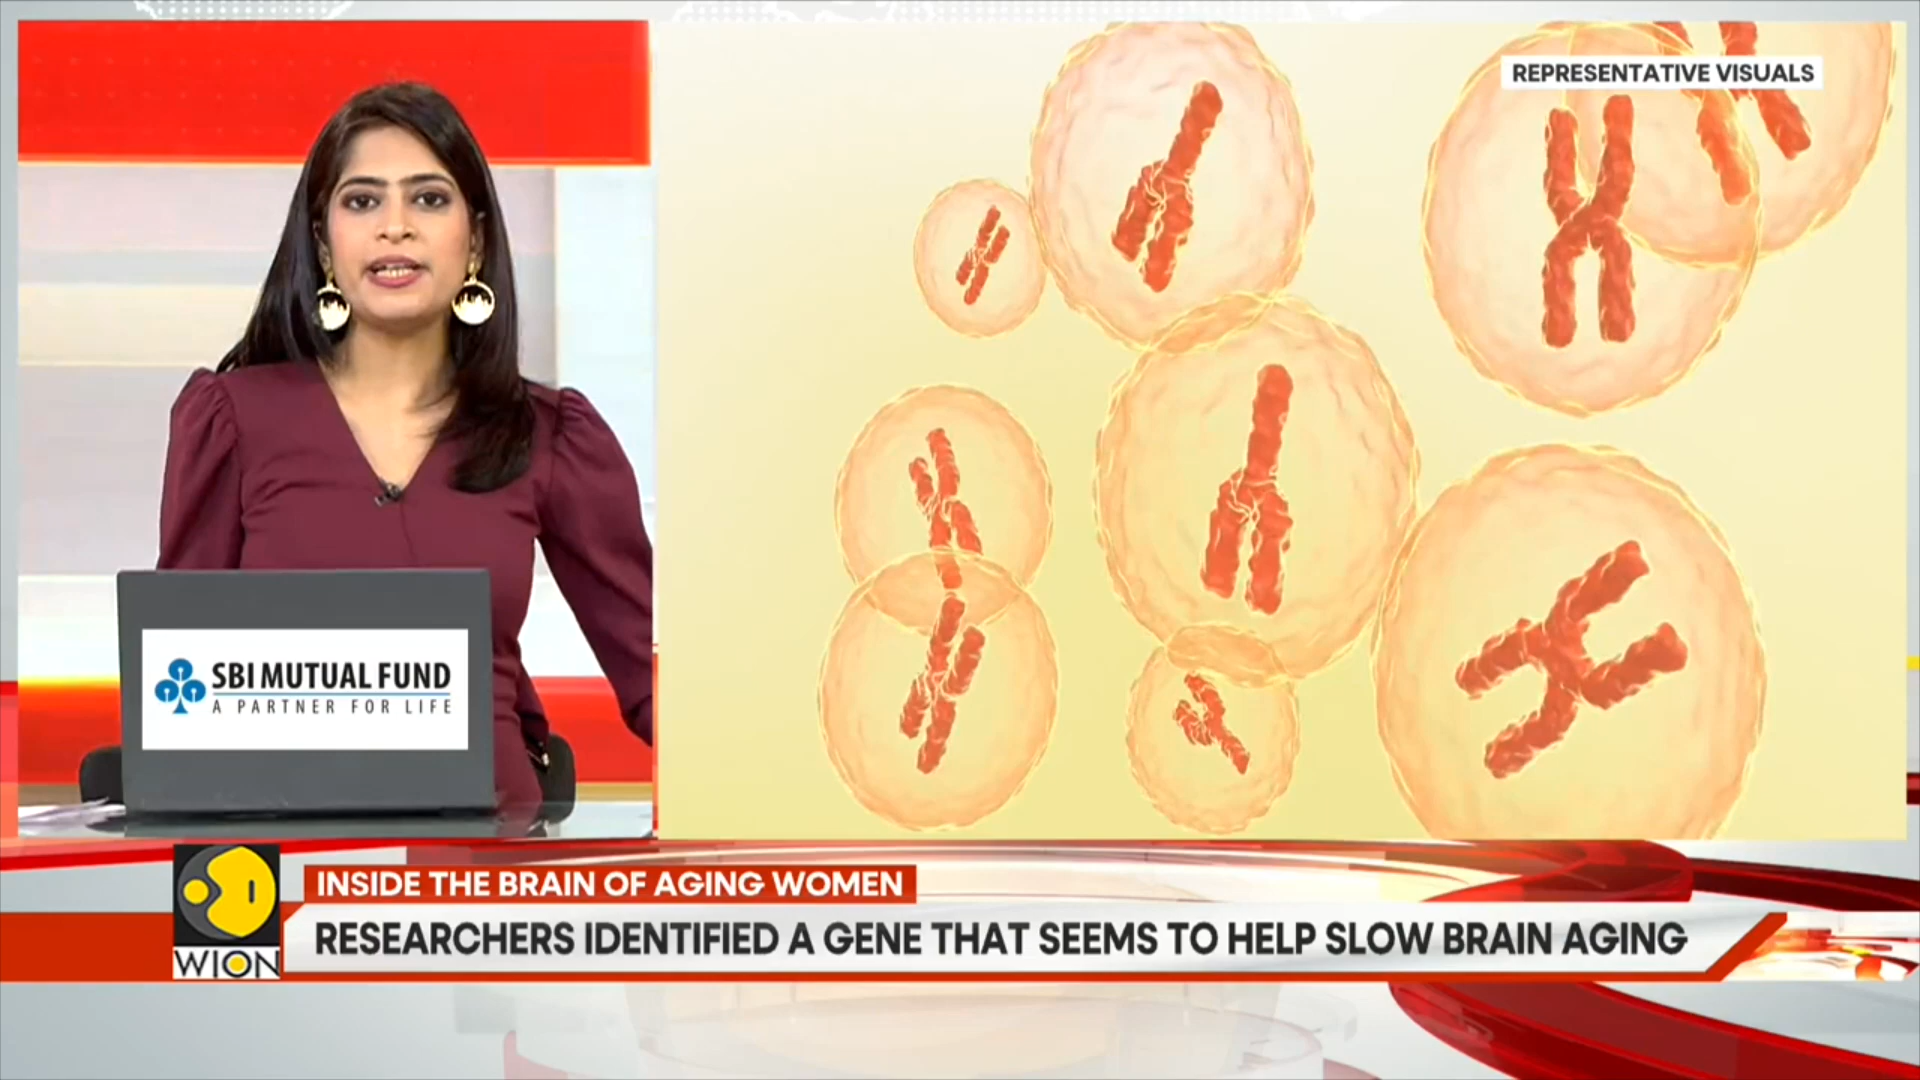 REPRESENTATIVE VISUALS
SBI MUTUAL FUND
A PARTNER FOR LIFE
INSIDE THE BRAIN OF AGING WOMEN
RESEARCHERS IDENTIFIED A GENE THAT SEEMS TO HELP SLOW BRAIN AGING
WION